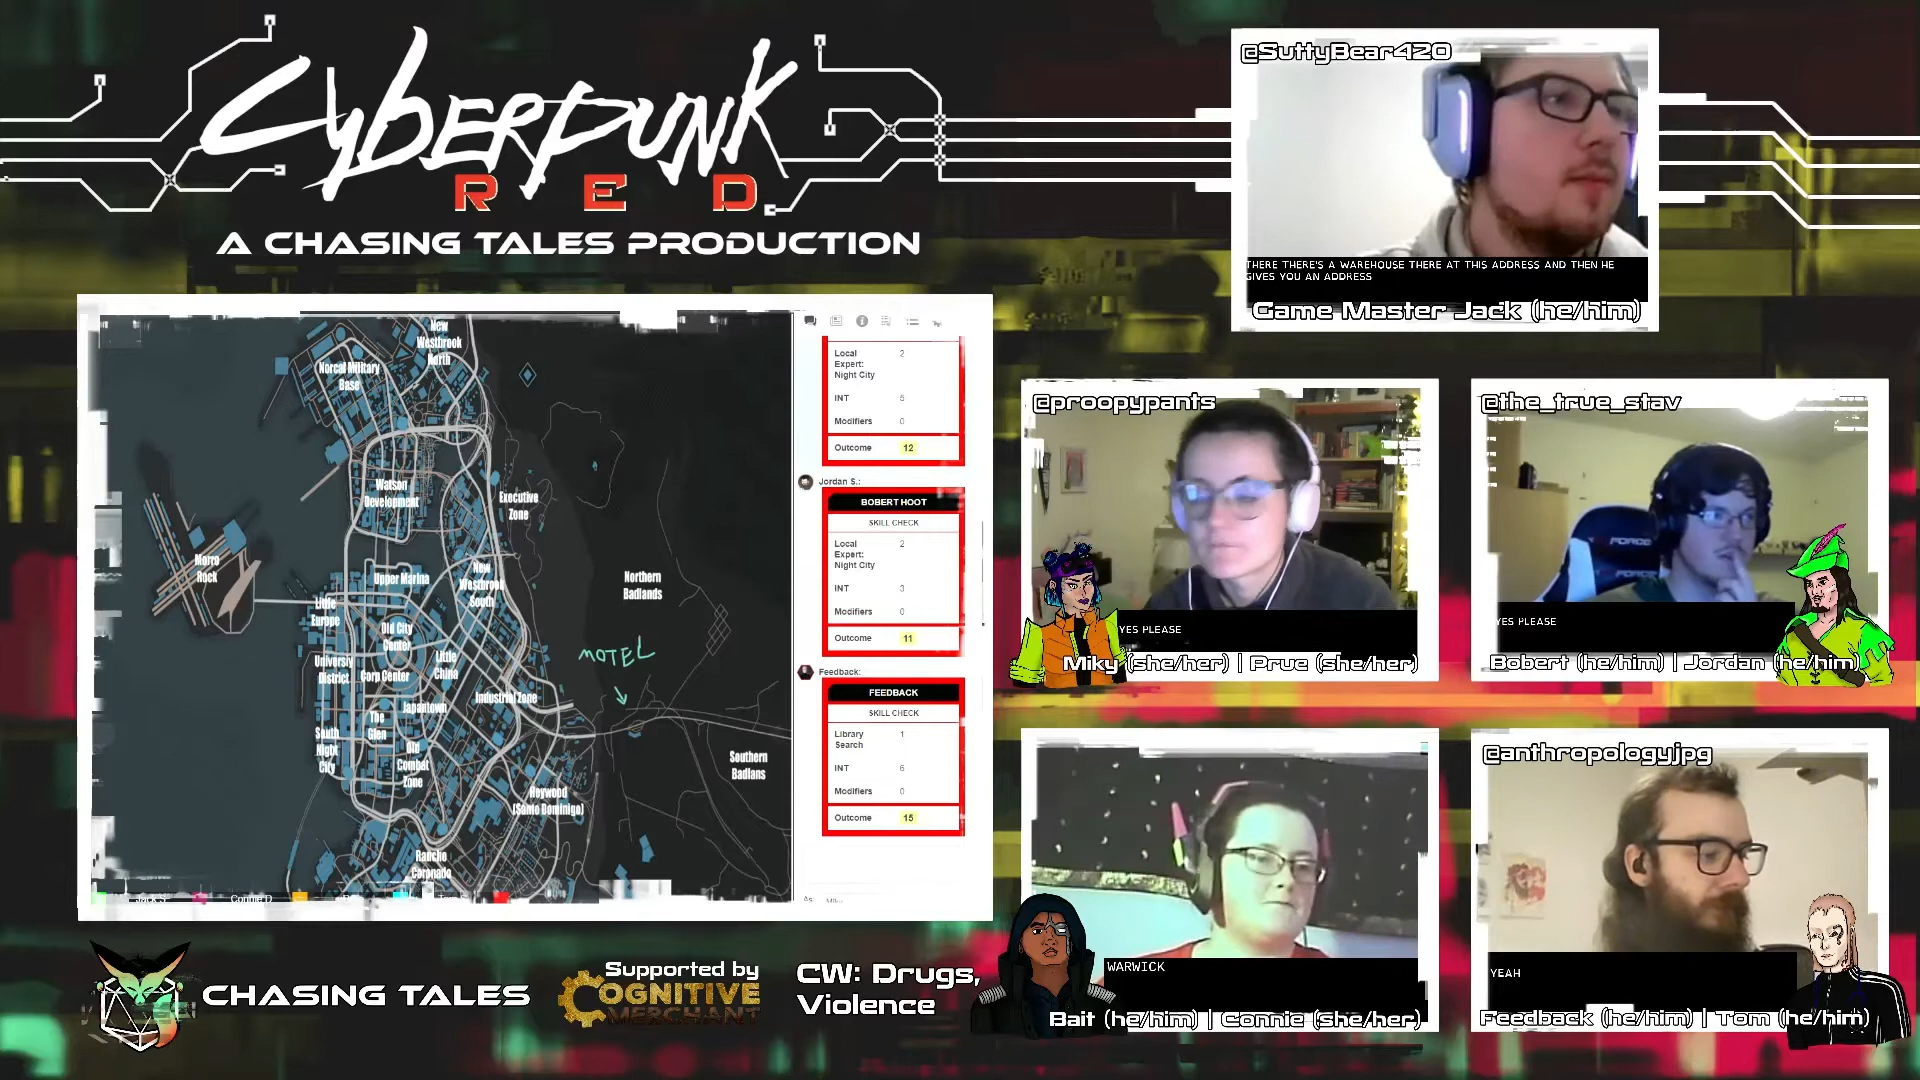 CYBERPUNK
RED
A CHASING TALES PRODUCTION
@SuttyBear420
THERE THERE'S A WAREHOUSE THERE AT THIS ADDRESS AND THEN HE
GIVES YOU AN ADDRESS
Game Master Jack (he/him)
New
Westbrook
North
Norcal Military
Base
Watson
Development
Executive
Zone
Morro
Rock
Upper Marina
New
Westbrook
South
Northern
Badlands
Little
Europe
Old City
Center
MOTEL
University
District
Corp Center
Little
China
Japantown
Industrial Zone
The
Glen
South
Night
City
Old
Combat
Zone
Southern
Badlans
Heywood
(Santo Dominigo)
Rancho
Coronado
Connie D
Local
Expert:
Night City
2
INT 5
Modifiers 0
Outcome 12
Jordan S.:
BOBERT HOOT
SKILL CHECK
Local
Expert:
Night City
2
INT 3
Modifiers 0
Outcome 11
Feedback:
FEEDBACK
SKILL CHECK
Library
Search
1
INT 6
Modifiers 0
Outcome 15
As:
@proopypants
YES PLEASE
Miky (she/her) | Prue (she/her)
@the_true_stav
YES PLEASE
Bobert (he/him) | Jordan (he/him)
WARWICK
Bait (he/him) | Connie (she/her)
@anthropologyjpg
YEAH
Feedback (he/him) | Tom (he/him)
CHASING TALES
Supported by
COGNITIVE
MERCHANT
CW: Drugs,
Violence